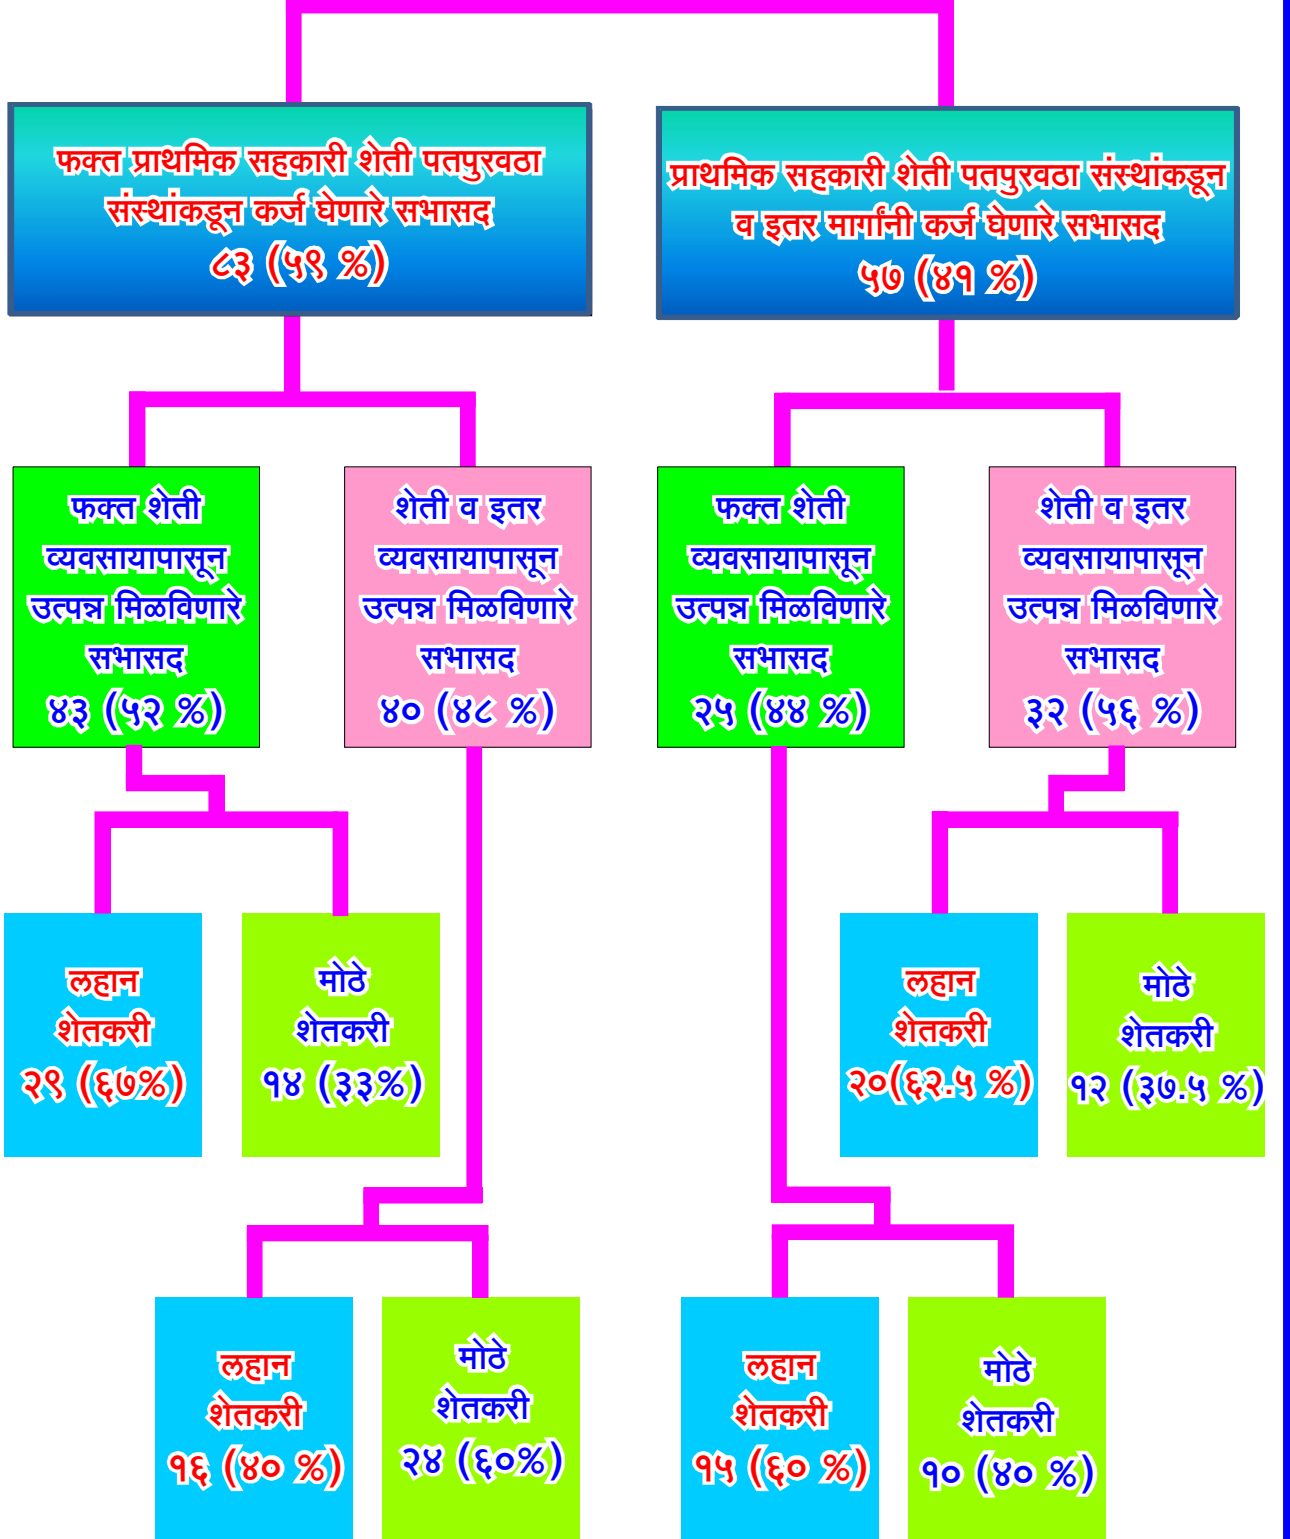 फक्त प्राथमिक सहकारी शेती पतपुरवठा
संस्थांकडून कर्ज घेणारे सभासद
८३ (५९ %)
प्राथमिक सहकारी शेती पतपुरवठा संस्थांकडून
व इतर मार्गांनी कर्ज घेणारे सभासद
५७ (४१ %)
फक्त शेती
व्यवसायापासून
उत्पन्न मिळविणारे
सभासद
४३ (५२ %)
शेती व इतर
व्यवसायापासून
उत्पन्न मिळविणारे
सभासद
४० (४८ %)
फक्त शेती
व्यवसायापासून
उत्पन्न मिळविणारे
सभासद
२५ (४४ %)
शेती व इतर
व्यवसायापासून
उत्पन्न मिळविणारे
सभासद
३२ (५६ %)
लहान
शेतकरी
२९ (६७%)
मोठे
शेतकरी
१४ (३३%)
लहान
शेतकरी
२०(६२.५ %)
मोठे
शेतकरी
१२ (३७.५ %)
लहान
शेतकरी
१६ (४० %)
मोठे
शेतकरी
२४ (६०%)
लहान
शेतकरी
१५ (६० %)
मोठे
शेतकरी
१० (४० %)